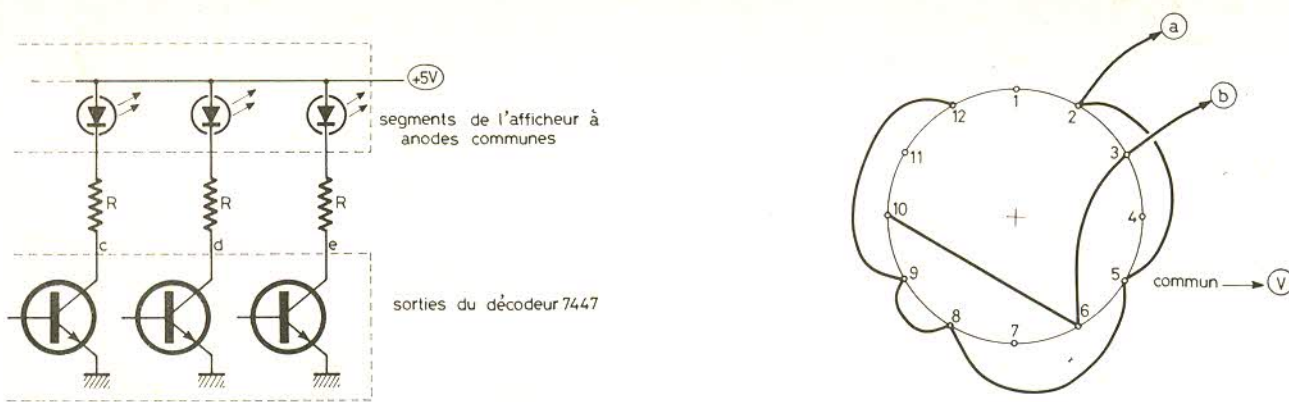 +5V
segments de l'afficheur à
anodes communes
R
R
R
c
d
e
sorties du décodeur 7447
a
b
1
2
3
4
5
6
7
8
9
10
11
12
commun
V